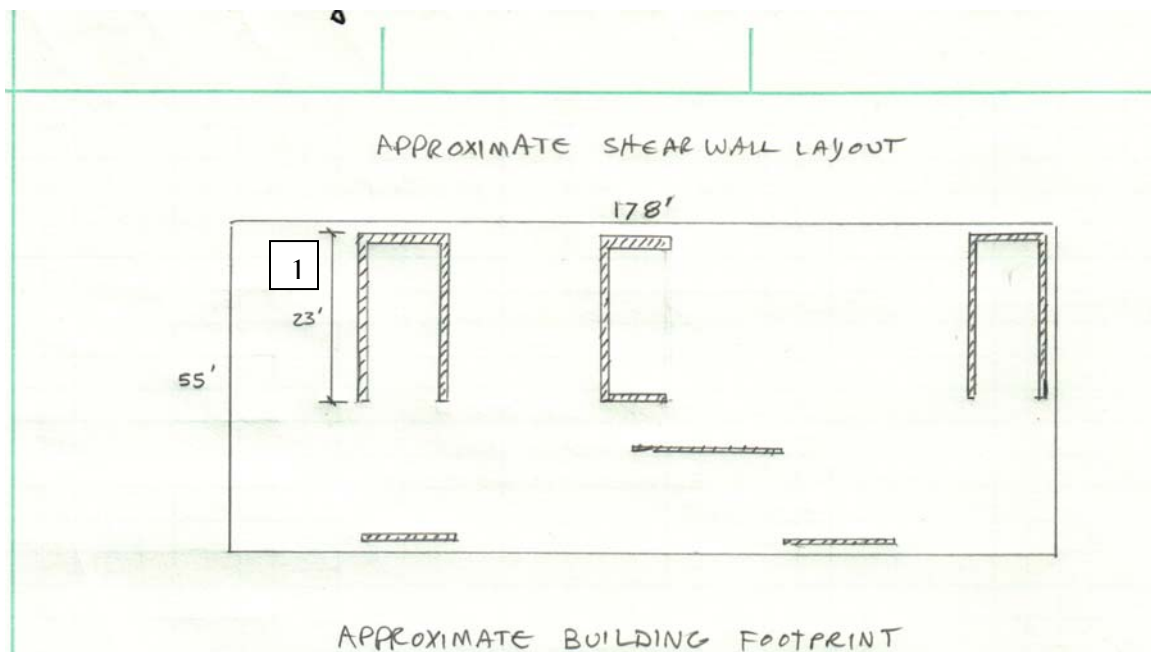 APPROXIMATE SHEAR WALL LAYOUT
178'
1
23'
55'
APPROXIMATE BUILDING FOOTPRINT